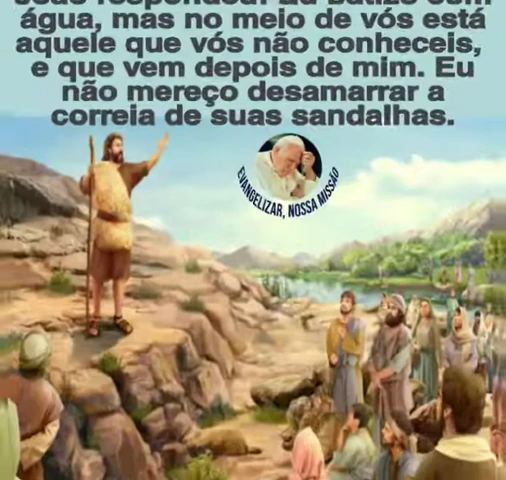 água, mas no meio de vós está
aquele que vós não conheceis,
e que vem depois de mim. Eu
não mereço desamarrar a
correia de suas sandalhas.
EVANGELIZAR, NOSSA MISSÃO